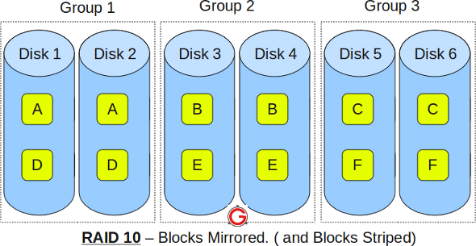 Group 1 Group 2 Group 3
Disk 1 Disk 2 Disk 3 Disk 4 Disk 5 Disk 6
A A B B C C
D D E E F F
G
RAID 10 – Blocks Mirrored. ( and Blocks Striped)